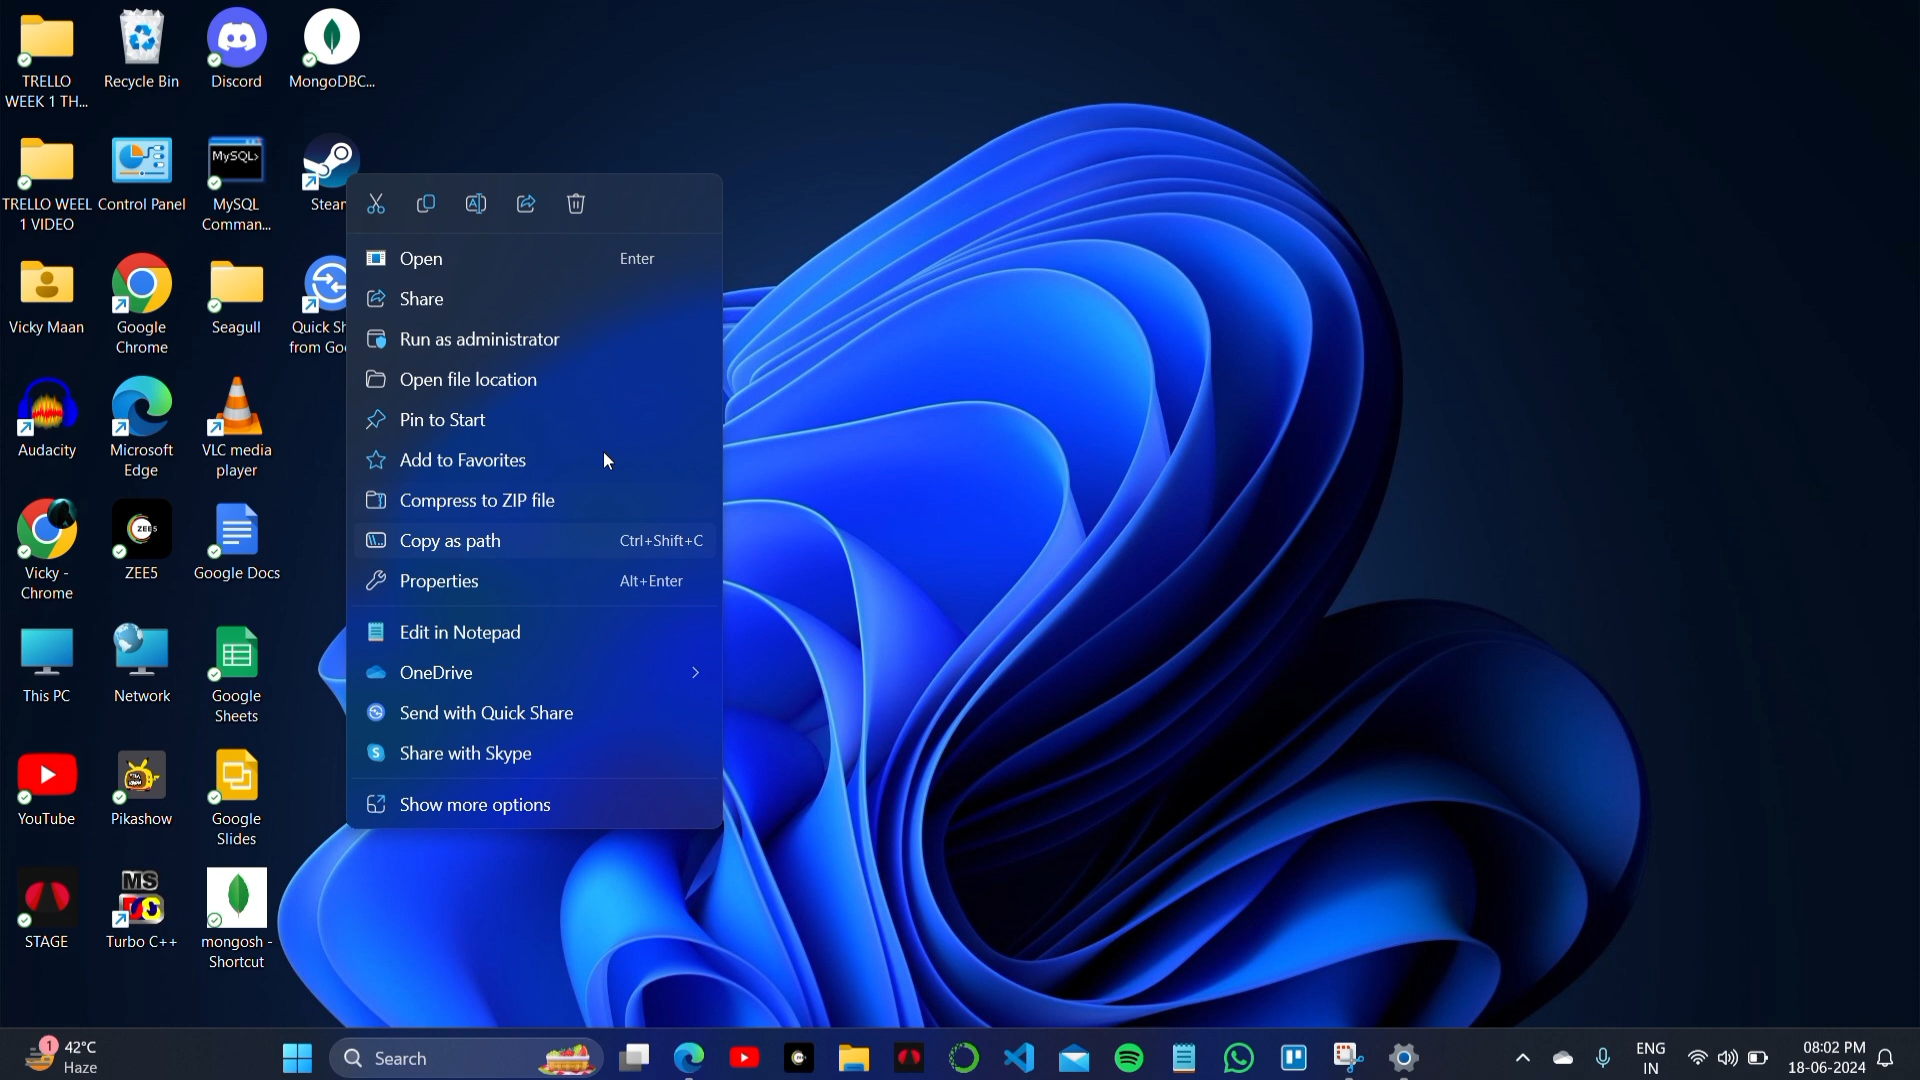 TRELLO
WEEK 1 TH...
Recycle Bin
Discord
MongoDBC...
TRELLO WEEL
1 VIDEO
Control Panel
MySQL>
MySQL
Comman...
Steam
Vicky Maan
Google
Chrome
Seagull
Quick Sh
from Goo
Audacity
Microsoft
Edge
VLC media
player
Vicky -
Chrome
ZEE5
ZEE5
Google Docs
This PC
Network
Google
Sheets
YouTube
Pikashow
Google
Slides
STAGE
MS
Turbo C++
mongosh -
Shortcut
Open Enter
Share
Run as administrator
Open file location
Pin to Start
Add to Favorites
Compress to ZIP file
Copy as path Ctrl+Shift+C
Properties Alt+Enter
Edit in Notepad
OneDrive
Send with Quick Share
Share with Skype
Show more options
1
42°C
Haze
Search
ENG
IN
08:02 PM
18-06-2024